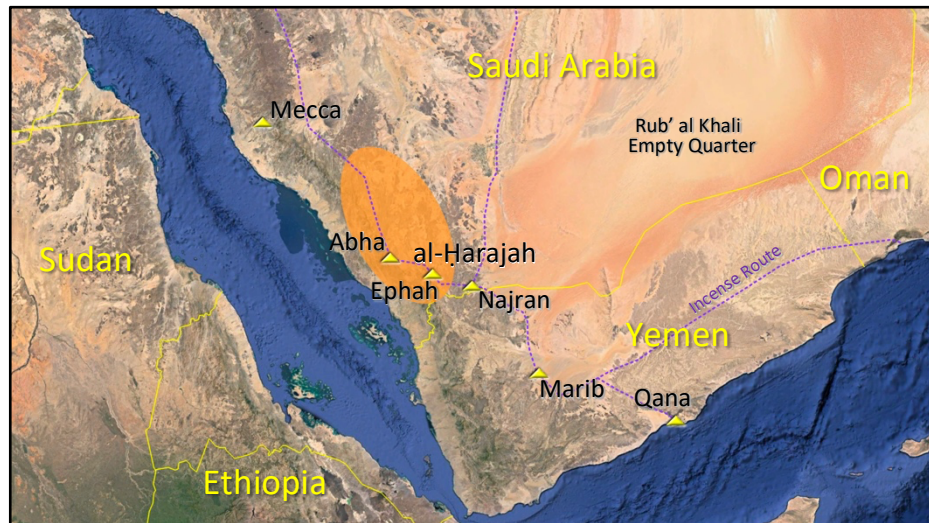 Saudi Arabia
Mecca
Rub' al Khali
Empty Quarter
Oman
Abha
al-Ḥarajah
Sudan
Ephah
Najran
Incense Route
Yemen
Marib
Qana
Ethiopia